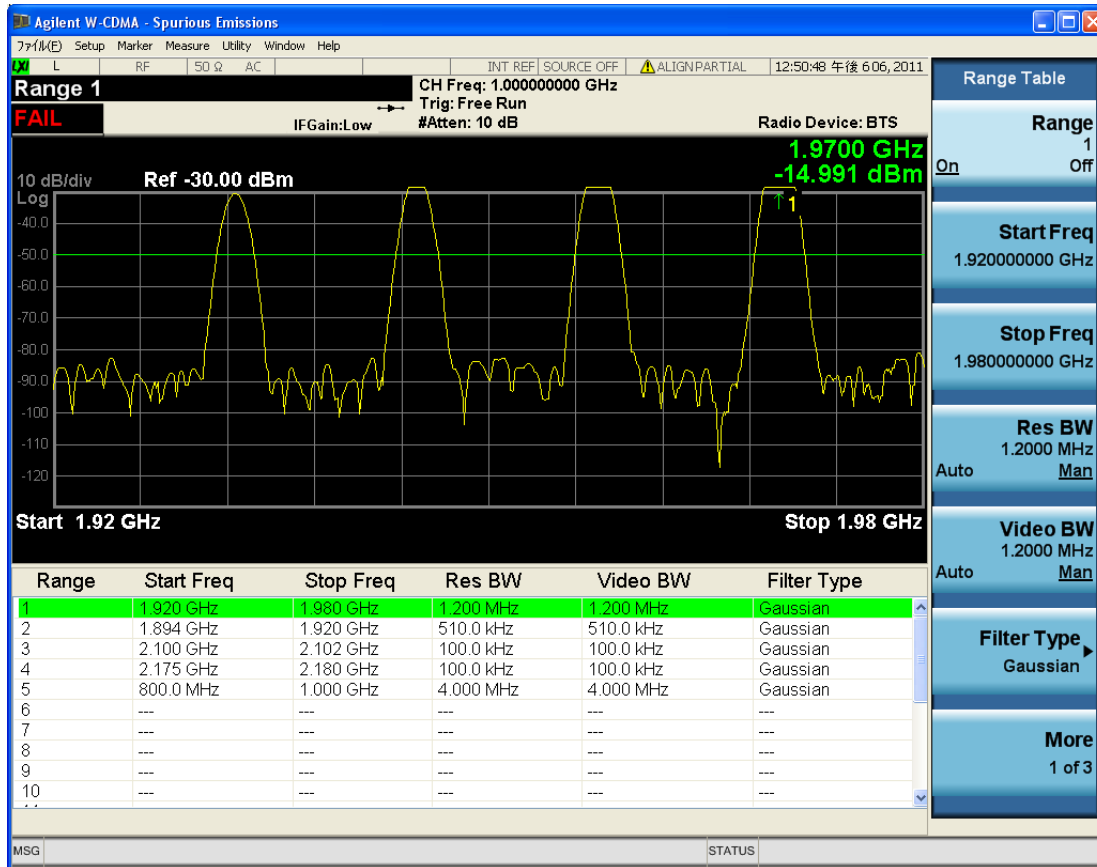 Agilent W-CDMA - Spurious Emissions
ファイル(F) Setup Marker Measure Utility Window Help
LXI L RF 50 Ω AC INT REF SOURCE OFF ALIGN PARTIAL 12:50:48 午後 6 06, 2011
Range 1
CH Freq: 1.000000000 GHz
Trig: Free Run
FAIL
IFGain:Low
#Atten: 10 dB
Radio Device: BTS
1.9700 GHz
-14.991 dBm
10 dB/div
Ref -30.00 dBm
Log
1
-40.0
-50.0
-60.0
-70.0
-80.0
-90.0
-100
-110
-120
Start 1.92 GHz
Stop 1.98 GHz
Range Start Freq Stop Freq Res BW Video BW Filter Type
1 1.920 GHz 1.980 GHz 1.200 MHz 1.200 MHz Gaussian
2 1.894 GHz 1.920 GHz 510.0 kHz 510.0 kHz Gaussian
3 2.100 GHz 2.102 GHz 100.0 kHz 100.0 kHz Gaussian
4 2.175 GHz 2.180 GHz 100.0 kHz 100.0 kHz Gaussian
5 800.0 MHz 1.000 GHz 4.000 MHz 4.000 MHz Gaussian
6 --- --- --- --- ---
7 --- --- --- --- ---
8 --- --- --- --- ---
9 --- --- --- --- ---
10 --- --- --- --- ---
MSG
STATUS
Range Table
Range
1
On Off
Start Freq
1.920000000 GHz
Stop Freq
1.980000000 GHz
Res BW
1.2000 MHz
Auto Man
Video BW
1.2000 MHz
Auto Man
Filter Type
Gaussian
More
1 of 3